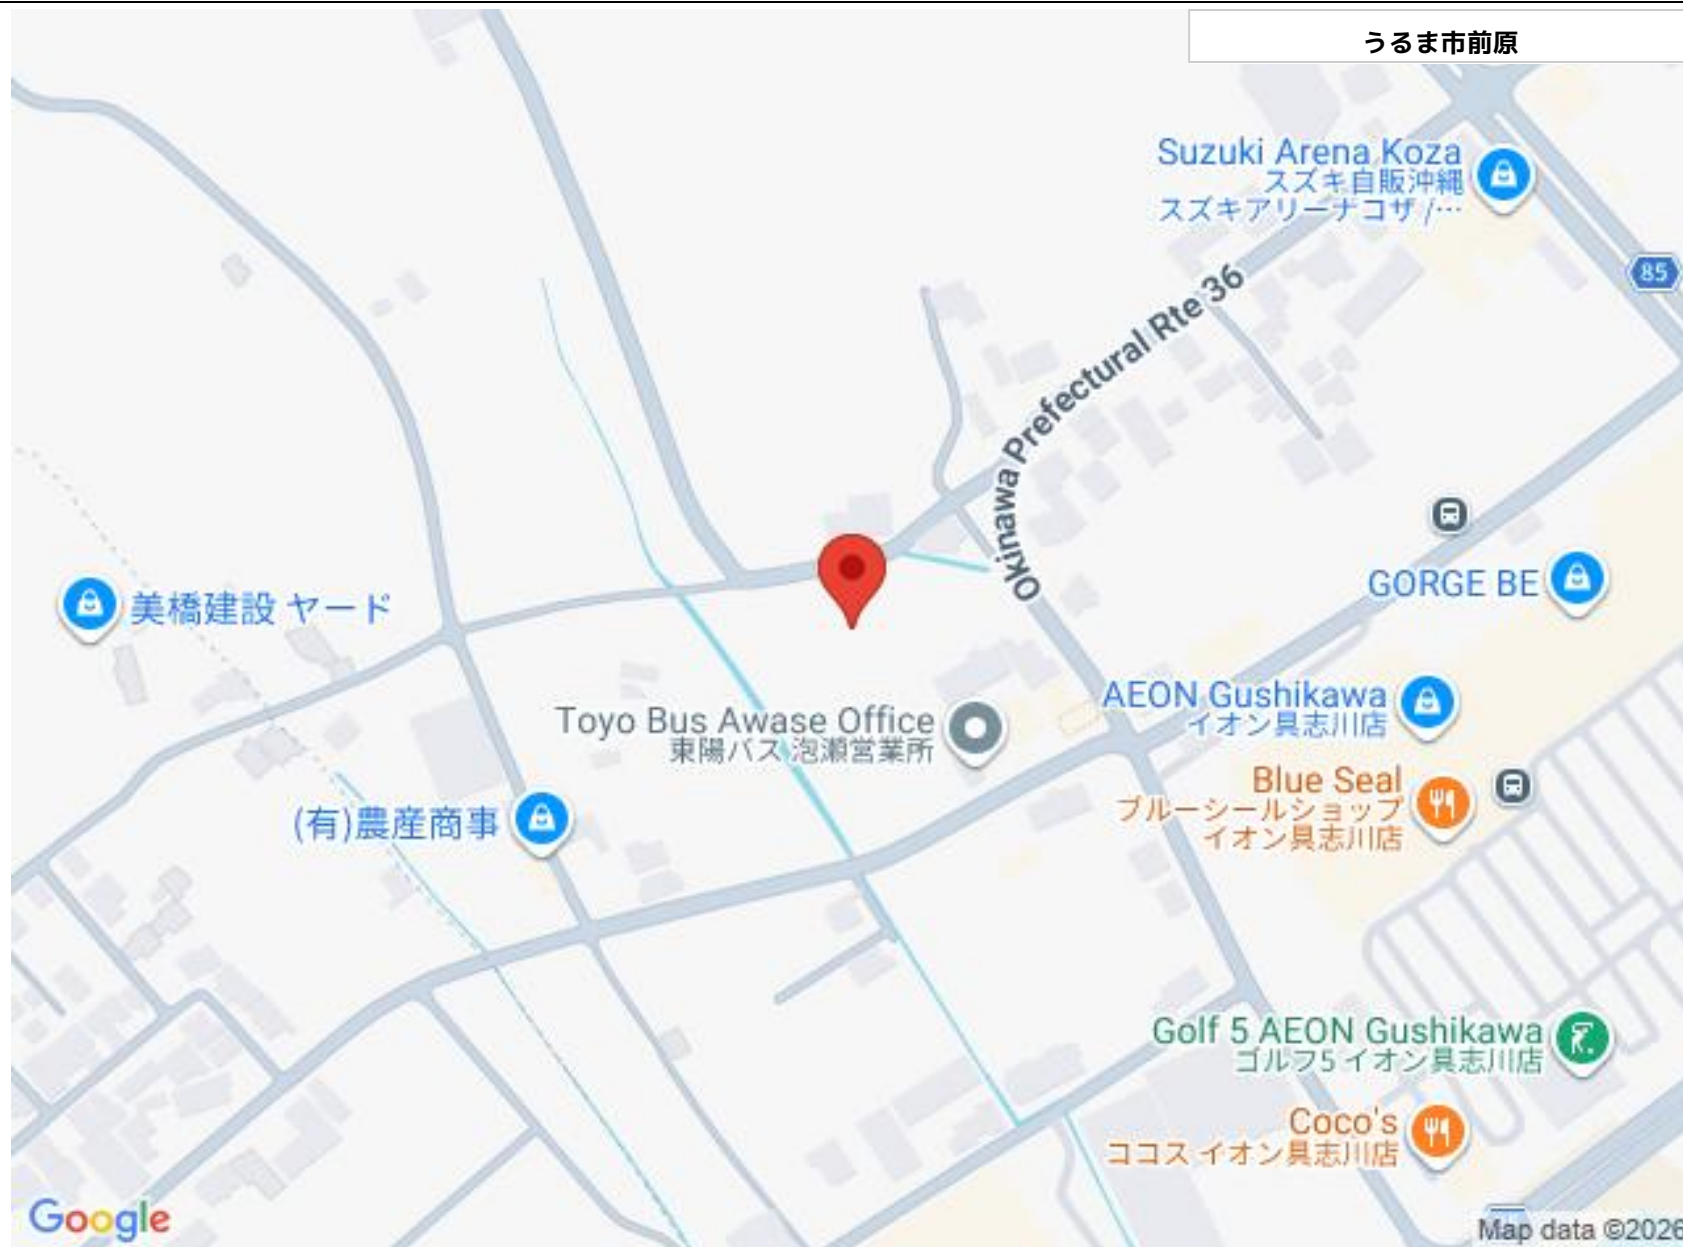 うるま市前原
Suzuki Arena Koza
スズキ自販沖縄
スズキアリーナコザ /…
85
Okinawa Prefectural Rte 36
GORGE BE
美橋建設 ヤード
AEON Gushikawa
イオン具志川店
Toyo Bus Awase Office
東陽バス 泡瀬営業所
Blue Seal
ブルーシールショップ
イオン具志川店
(有)農産商事
Golf 5 AEON Gushikawa
ゴルフ5 イオン具志川店
Coco's
ココス イオン具志川店
Google
Map data ©2026